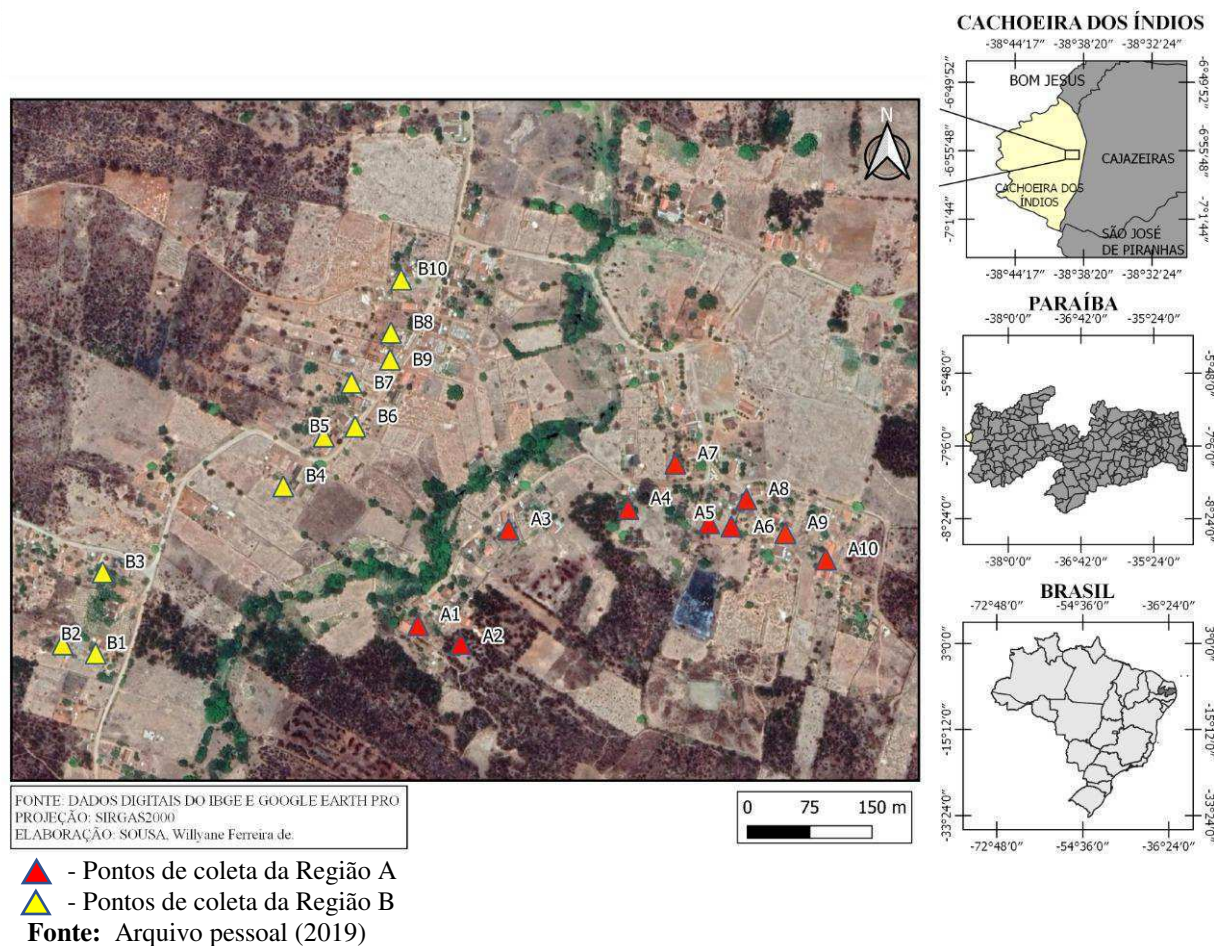 CACHOEIRA DOS ÍNDIOS
-38°44'17" -38°38'20" -38°32'24"
-6°49'52"
-6°49'52"
BOM JESUS
-6°55'48"
-6°55'48"
CAJAZEIRAS
CACHOEIRA DOS
ÍNDIOS
-7°1'44"
-7°1'44"
SÃO JOSÉ
DE PIRANHAS
-38°44'17" -38°38'20" -38°32'24"
N
B10
B8
B9
B7
B6
B5
B4
B3
B2
B1
A7
A4
A8
A5
A6
A3
A9
A10
A1
A2
PARAÍBA
-38°0'0" -36°42'0" -35°24'0"
-5°48'0"
-5°48'0"
-7°6'0"
-7°6'0"
-8°24'0"
-8°24'0"
-38°0'0" -36°42'0" -35°24'0"
BRASIL
-72°48'0" -54°36'0" -36°24'0"
3°0'0"
3°0'0"
-15°12'0"
-15°12'0"
-33°24'0"
-33°24'0"
-72°48'0" -54°36'0" -36°24'0"
FONTE: DADOS DIGITAIS DO IBGE E GOOGLE EARTH PRO
PROJEÇÃO: SIRGAS2000
ELABORAÇÃO: SOUSA, Willyane Ferreira de.
0 75 150 m
- Pontos de coleta da Região A
- Pontos de coleta da Região B
Fonte: Arquivo pessoal (2019)